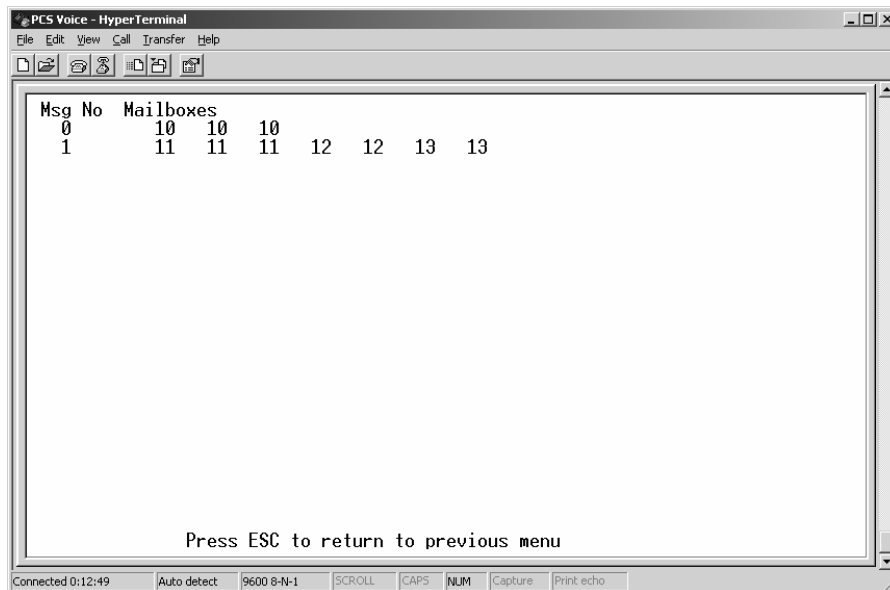 PCS Voice - HyperTerminal
File Edit View Call Transfer Help
Msg No Mailboxes
0 10 10 10
1 11 11 11 12 12 13 13
Press ESC to return to previous menu
Connected 0:12:49 Auto detect 9600 8-N-1 SCROLL CAPS NUM Capture Print echo